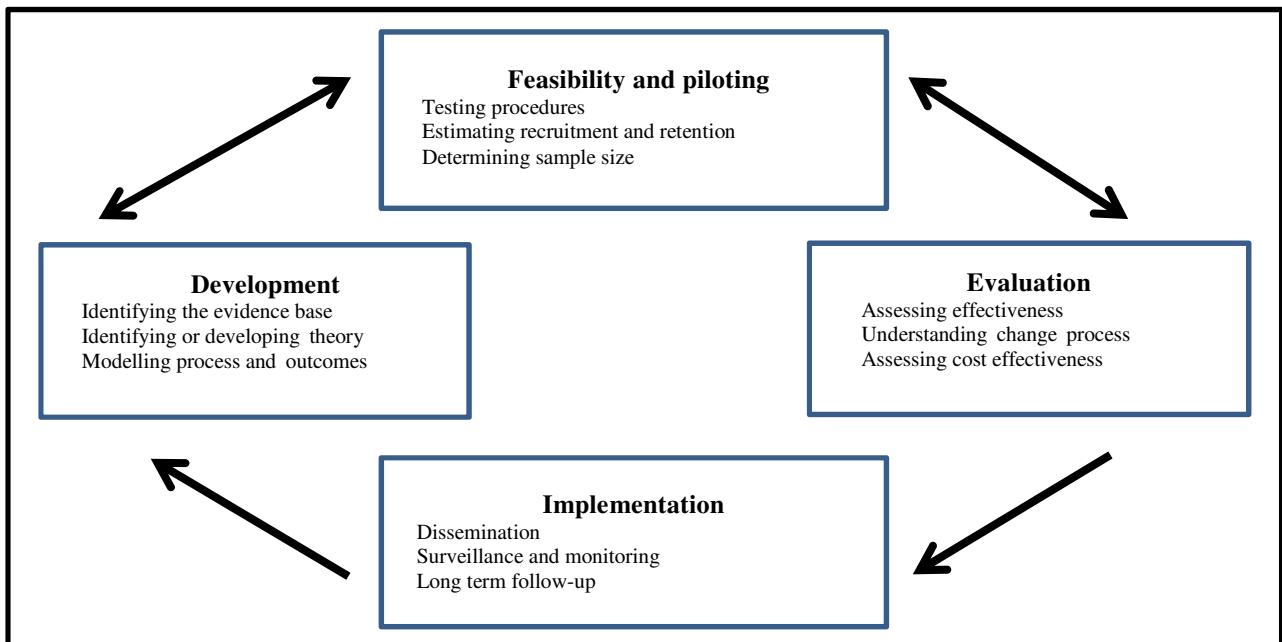 Feasibility and piloting
Testing procedures
Estimating recruitment and retention
Determining sample size
Development
Identifying the evidence base
Identifying or developing theory
Modelling process and outcomes
Evaluation
Assessing effectiveness
Understanding change process
Assessing cost effectiveness
Implementation
Dissemination
Surveillance and monitoring
Long term follow-up